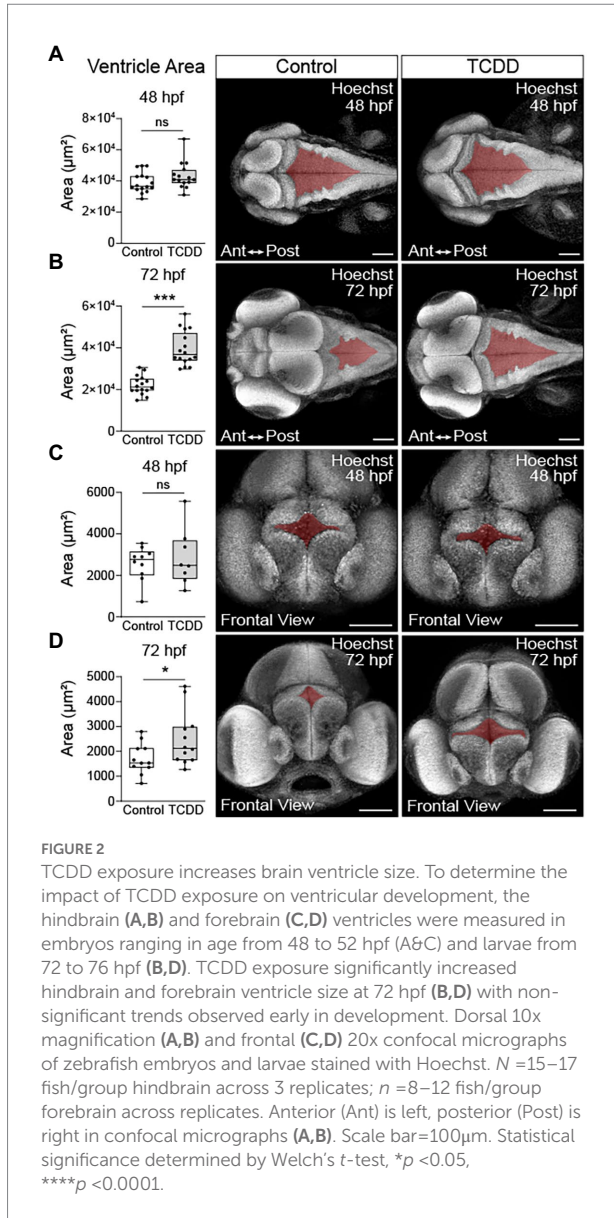 A
Ventricle Area
Control
TCDD
48 hpf
ns
8×10⁴
6×10⁴
4×10⁴
2×10⁴
0
Area (µm²)
Control TCDD
Hoechst
48 hpf
Ant↔Post
Hoechst
48 hpf
Ant↔Post
B
72 hpf
***
6×10⁴
4×10⁴
2×10⁴
0
Area (µm²)
Control TCDD
Hoechst
72 hpf
Ant↔Post
Hoechst
72 hpf
Ant↔Post
C
48 hpf
ns
6000
4000
2000
0
Area (µm²)
Control TCDD
Hoechst
48 hpf
Frontal View
Hoechst
48 hpf
Frontal View
D
72 hpf
*
5000
4000
3000
2000
1000
0
Area (µm²)
Control TCDD
Hoechst
72 hpf
Frontal View
Hoechst
72 hpf
Frontal View
FIGURE 2
TCDD exposure increases brain ventricle size. To determine the
impact of TCDD exposure on ventricular development, the
hindbrain (A,B) and forebrain (C,D) ventricles were measured in
embryos ranging in age from 48 to 52 hpf (A&C) and larvae from
72 to 76 hpf (B,D). TCDD exposure significantly increased
hindbrain and forebrain ventricle size at 72 hpf (B,D) with non-
significant trends observed early in development. Dorsal 10x
magnification (A,B) and frontal (C,D) 20x confocal micrographs
of zebrafish embryos and larvae stained with Hoechst. N =15–17
fish/group hindbrain across 3 replicates; n =8–12 fish/group
forebrain across replicates. Anterior (Ant) is left, posterior (Post) is
right in confocal micrographs (A,B). Scale bar=100μm. Statistical
significance determined by Welch's t-test, *p <0.05,
****p <0.0001.